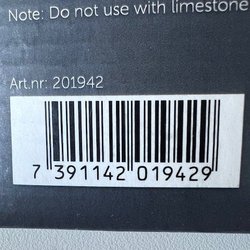 Note: Do not use with limestone
Art.nr: 201942
7 391142 019429